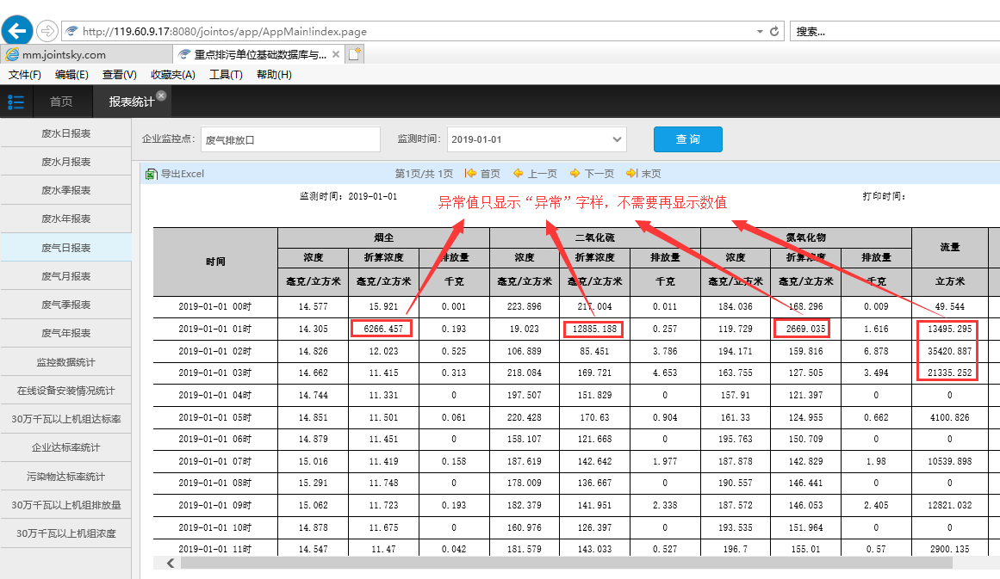 http://119.60.9.17:8080/jointos/app/AppMain!index.page 搜索...
mm.jointsky.com 重点排污单位基础数据库与...
文件(F) 编辑(E) 查看(V) 收藏夹(A) 工具(T) 帮助(H)
首页 报表统计
废水日报表
废水月报表
废水季报表
废水年报表
废气日报表
废气月报表
废气季报表
废气年报表
监控数据统计
在线设备安装情况统计
30万千瓦以上机组达标率
企业达标率统计
污染物达标率统计
30万千瓦以上机组排放量
30万千瓦以上机组浓度
企业监控点: 废气排放口 监测时间: 2019-01-01 查 询
导出Excel 第1页/共 1页 首页 上一页 下一页 末页
监测时间: 2019-01-01 打印时间:
异常值只显示“异常”字样，不需要再显示数值
时间 烟尘 二氧化硫 氮氧化物 流量
浓度 折算浓度 排放量 浓度 折算浓度 排放量 浓度 折算浓度 排放量
毫克/立方米 毫克/立方米 千克 毫克/立方米 毫克/立方米 千克 毫克/立方米 毫克/立方米 千克 立方米
2019-01-01 00时 14.577 15.921 0.001 223.896 217.004 0.011 184.036 168.296 0.009 49.544
2019-01-01 01时 14.305 6266.457 0.193 19.023 12885.188 0.257 119.729 2669.035 1.616 13495.295
2019-01-01 02时 14.826 12.023 0.525 106.889 85.451 3.786 194.171 159.816 6.878 35420.887
2019-01-01 03时 14.662 11.415 0.313 218.084 169.721 4.653 163.755 127.505 3.494 21335.252
2019-01-01 04时 14.744 11.331 0 197.507 151.829 0 157.91 121.397 0 0
2019-01-01 05时 14.851 11.501 0.061 220.428 170.63 0.904 161.33 124.955 0.662 4100.826
2019-01-01 06时 14.879 11.451 0 158.107 121.668 0 195.763 150.709 0 0
2019-01-01 07时 15.016 11.419 0.158 187.619 142.642 1.977 187.878 142.829 1.98 10539.898
2019-01-01 08时 15.291 11.748 0 178.009 136.667 0 190.557 146.441 0 0
2019-01-01 09时 15.062 11.723 0.193 182.379 141.951 2.338 187.572 146.053 2.405 12821.032
2019-01-01 10时 14.878 11.675 0 160.976 126.397 0 193.535 151.964 0 0
2019-01-01 11时 14.547 11.47 0.042 181.579 143.033 0.527 196.7 155.01 0.57 2900.135